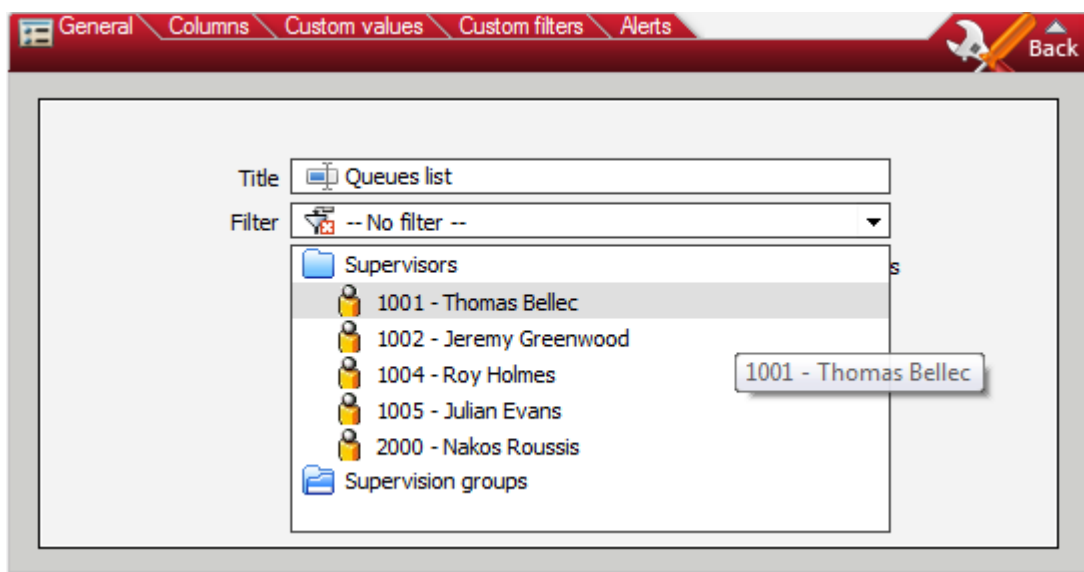 General Columns Custom values Custom filters Alerts
Back
Title Queues list
Filter -- No filter --
Supervisors
s
1001 - Thomas Bellec
1002 - Jeremy Greenwood
1004 - Roy Holmes
1001 - Thomas Bellec
1005 - Julian Evans
2000 - Nakos Roussis
Supervision groups